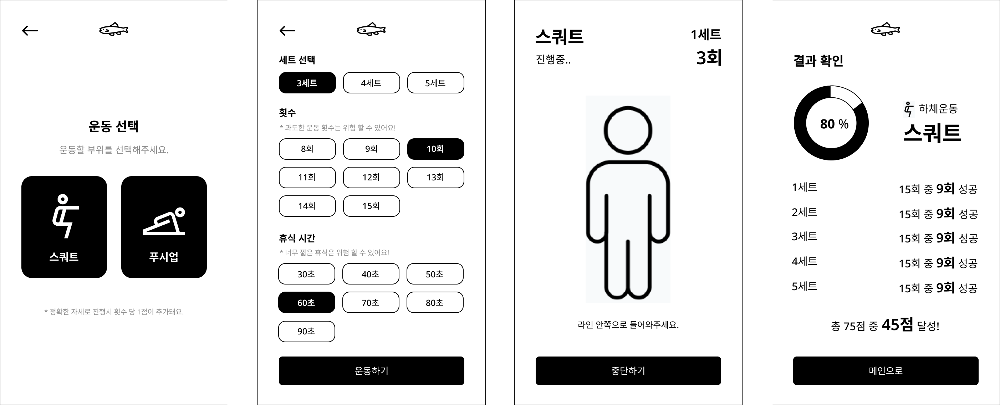 운동 선택
운동할 부위를 선택해주세요.
스쿼트 푸시업
* 정확한 자세로 진행시 횟수 당 1점이 추가돼요.
세트 선택
3세트 4세트 5세트
횟수
* 과도한 운동 횟수는 위험 할 수 있어요!
8회 9회 10회
11회 12회 13회
14회 15회
휴식 시간
* 너무 짧은 휴식은 위험 할 수 있어요!
30초 40초 50초
60초 70초 80초
90초
운동하기
스쿼트 1세트
진행중.. 3회
라인 안쪽으로 들어와주세요.
중단하기
결과 확인
80 %
하체운동
스쿼트
1세트 15회 중 9회 성공
2세트 15회 중 9회 성공
3세트 15회 중 9회 성공
4세트 15회 중 9회 성공
5세트 15회 중 9회 성공
총 75점 중 45점 달성!
메인으로